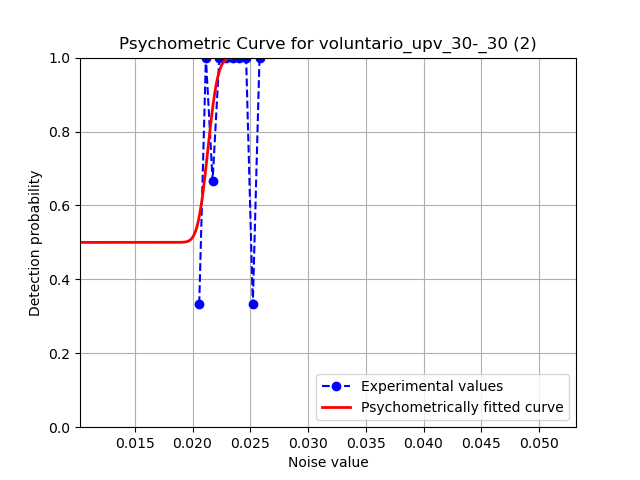 Psychometric Curve for voluntario_upv_30-_30 (2)
1.0
0.8
0.6
0.4
0.2
0.0
Detection probability
Experimental values
Psychometrically fitted curve
0.015 0.020 0.025 0.030 0.035 0.040 0.045 0.050
Noise value